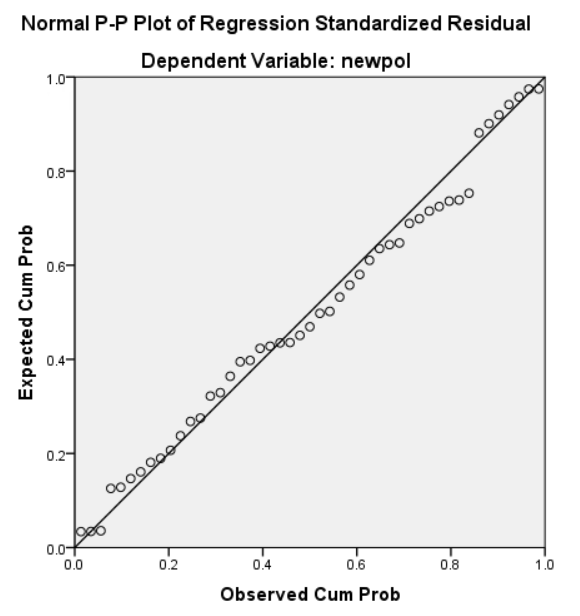 Normal P-P Plot of Regression Standardized Residual
Dependent Variable: newpol
1.0
0.8
0.6
0.4
0.2
0.0
Expected Cum Prob
0.0 0.2 0.4 0.6 0.8 1.0
Observed Cum Prob